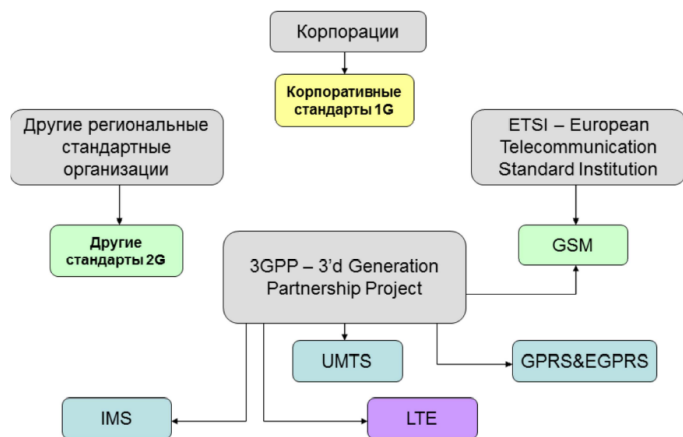 Корпорации
Корпоративные
стандарты 1G
Другие региональные
стандартные
организации
ETSI – European
Telecommunication
Standard Institution
Другие
стандарты 2G
GSM
3GPP – 3'd Generation
Partnership Project
UMTS
GPRS&EGPRS
IMS
LTE